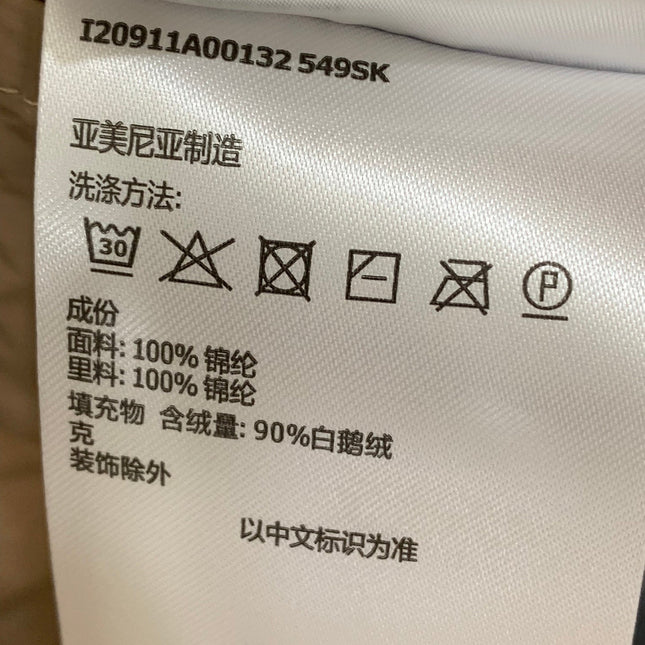 I20911A00132 549SK
亚美尼亚制造
洗涤方法:
30 P
成份
面料: 100% 锦纶
里料: 100% 锦纶
填充物 含绒量: 90%白鹅绒
克
装饰除外
以中文标识为准